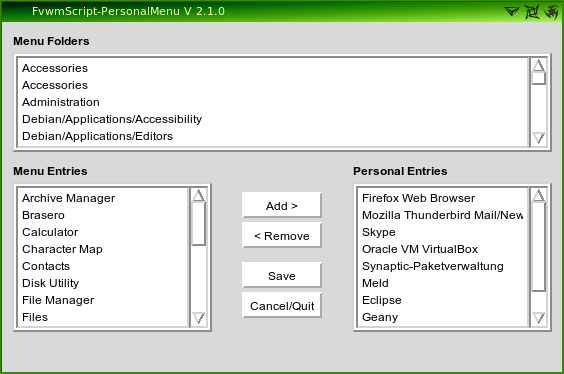 FvwmScript-PersonalMenu V 2.1.0
Menu Folders
Accessories
Accessories
Administration
Debian/Applications/Accessibility
Debian/Applications/Editors
Menu Entries
Archive Manager
Brasero
Calculator
Character Map
Contacts
Disk Utility
File Manager
Files
Add >
< Remove
Save
Cancel/Quit
Personal Entries
Firefox Web Browser
Mozilla Thunderbird Mail/New
Skype
Oracle VM VirtualBox
Synaptic-Paketverwaltung
Meld
Eclipse
Geany